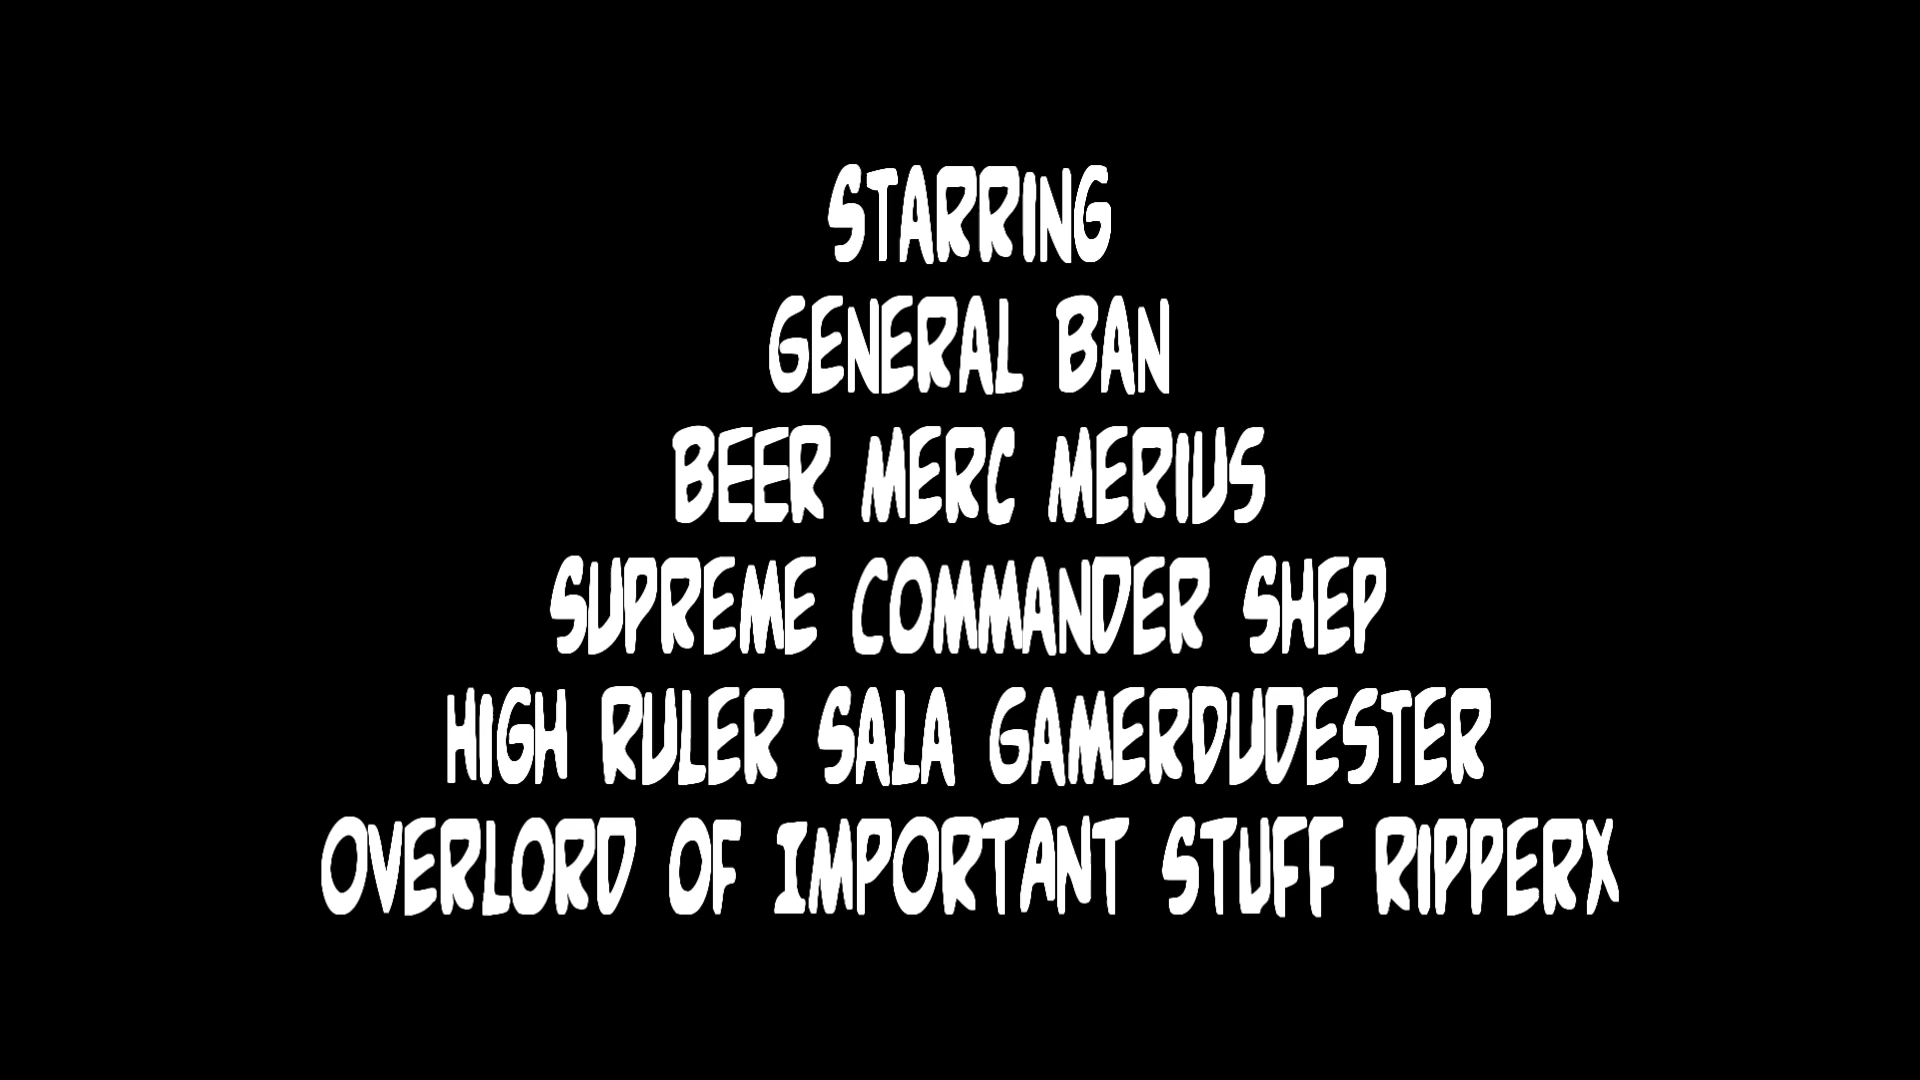 STARRING
GENERAL BAN
BEER MERC MERIUS
SUPREME COMMANDER SHEP
HIGH RULER SALA GAMERDUDESTER
OVERLORD OF IMPORTANT STUFF RIPPERX